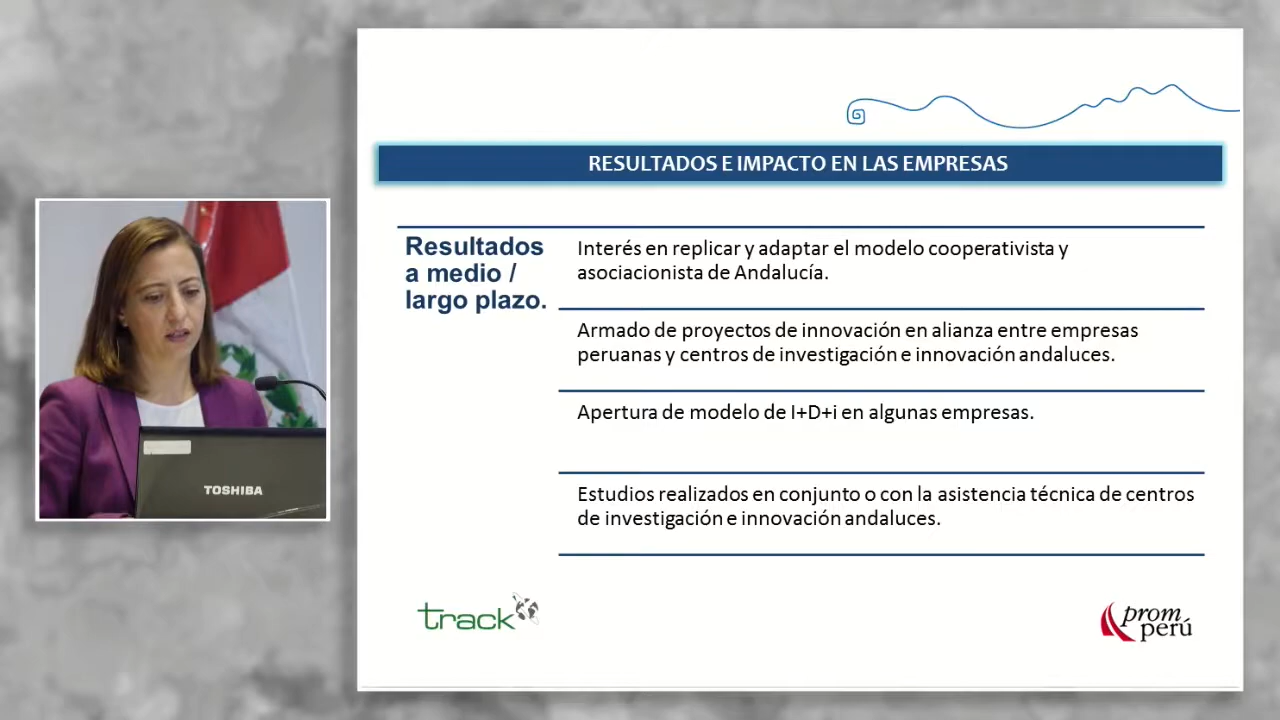 RESULTADOS E IMPACTO EN LAS EMPRESAS
Resultados
a medio /
largo plazo.
Interés en replicar y adaptar el modelo cooperativista y
asociacionista de Andalucía.
Armado de proyectos de innovación en alianza entre empresas
peruanas y centros de investigación e innovación andaluces.
Apertura de modelo de I+D+i en algunas empresas.
Estudios realizados en conjunto o con la asistencia técnica de centros
de investigación e innovación andaluces.
TOSHIBA
track
prom
perú